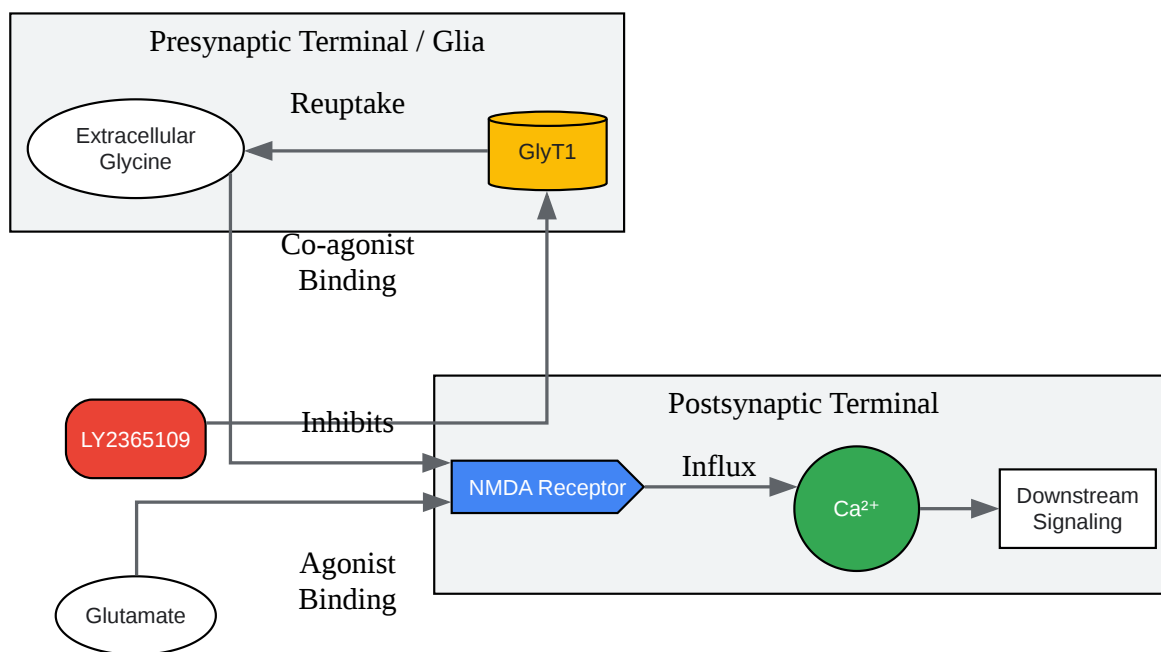 Presynaptic Terminal / Glia
Reuptake
Extracellular
Glycine
GlyT1
Co-agonist
Binding
Postsynaptic Terminal
LY2365109
Inhibits
Influx
NMDA Receptor
Ca²⁺
Downstream
Signaling
Agonist
Binding
Glutamate